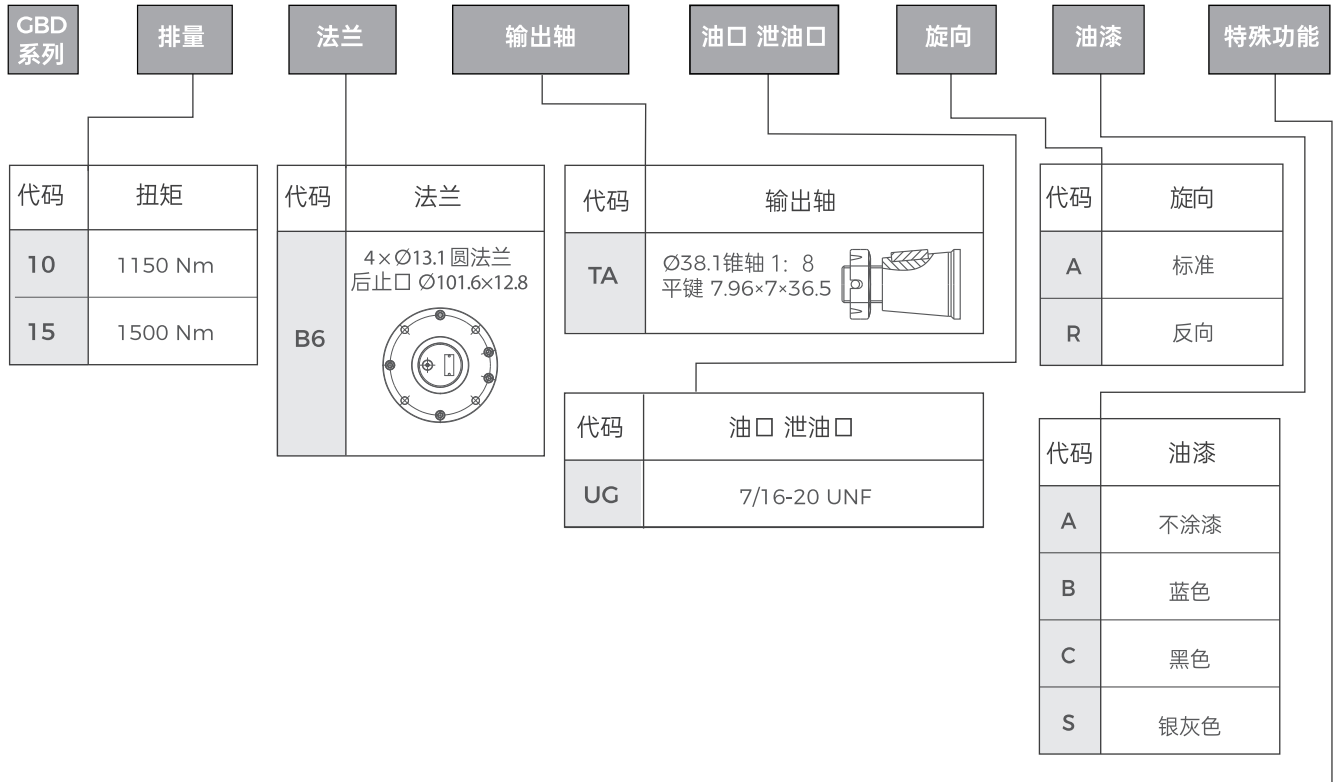 GBD
系列
排量
法兰
输出轴
油口 泄油口
旋向
油漆
特殊功能
代码 扭矩
10 1150 Nm
15 1500 Nm
代码 法兰
B6
4×Ø13.1 圆法兰
后止口 Ø101.6×12.8
代码 输出轴
TA
Ø38.1锥轴 1: 8
平键 7.96×7×36.5
代码 油口 泄油口
UG 7/16-20 UNF
代码 旋向
A 标准
R 反向
代码 油漆
A 不涂漆
B 蓝色
C 黑色
S 银灰色